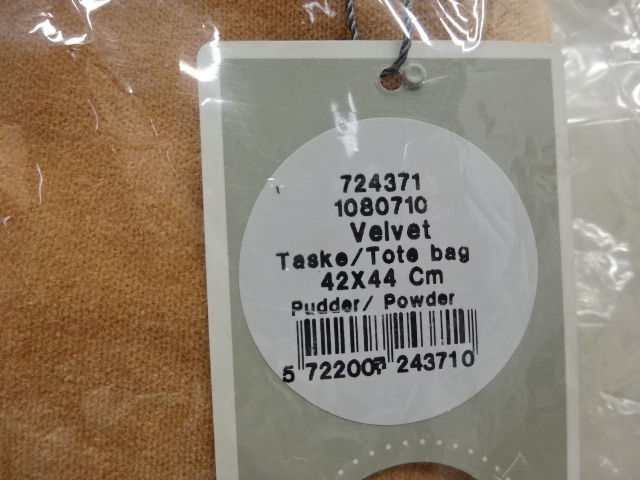 724371
1080710
Velvet
Taske/Tote bag
42X44 Cm
Pudder/ Powder
5 722007 243710